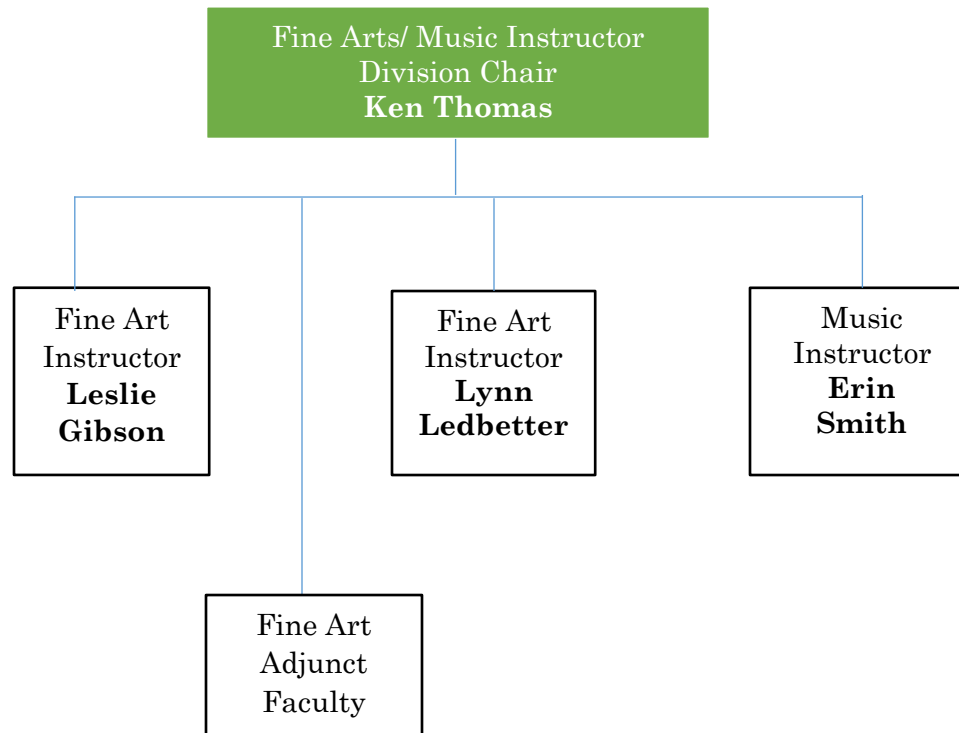 Fine Arts/ Music Instructor
Division Chair
Ken Thomas
Fine Art
Instructor
Leslie
Gibson
Fine Art
Instructor
Lynn
Ledbetter
Music
Instructor
Erin
Smith
Fine Art
Adjunct
Faculty